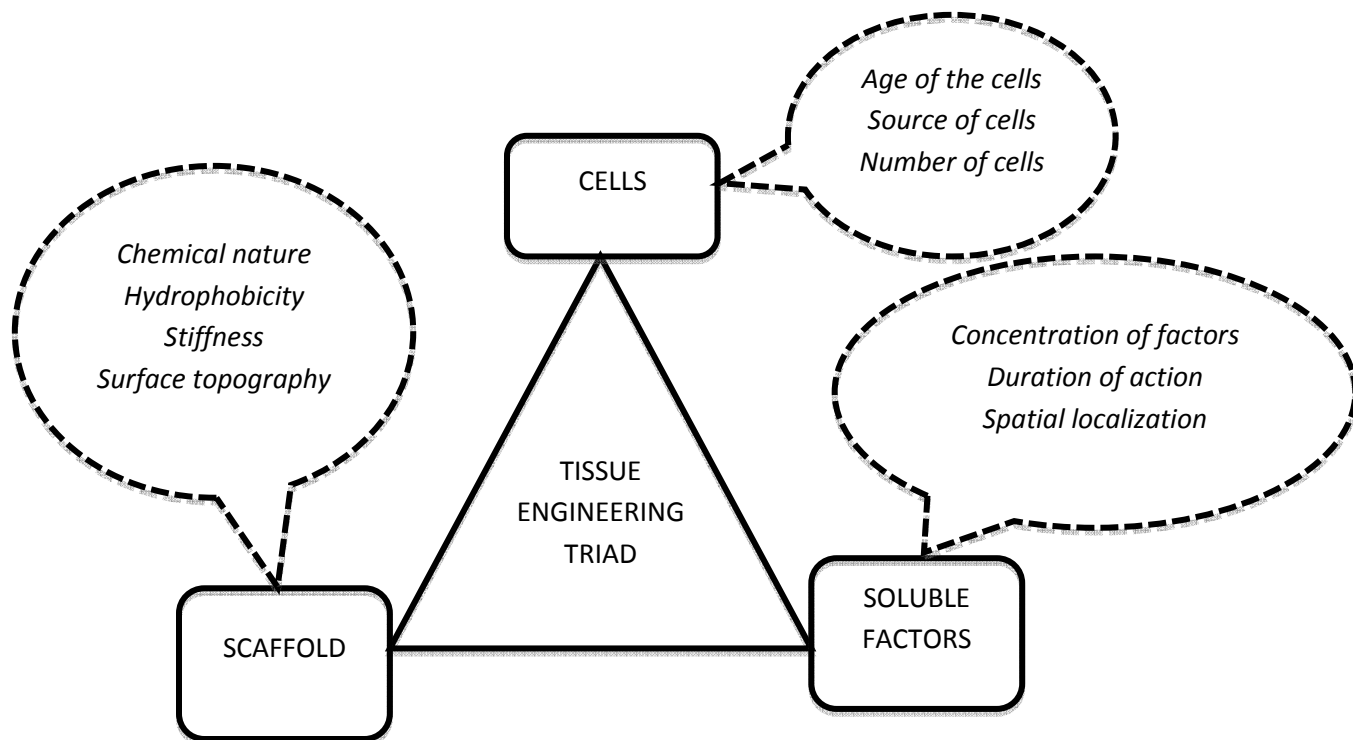 Age of the cells
Source of cells
Number of cells
CELLS
Chemical nature
Hydrophobicity
Stiffness
Surface topography
Concentration of factors
Duration of action
Spatial localization
TISSUE
ENGINEERING
TRIAD
SCAFFOLD
SOLUBLE
FACTORS